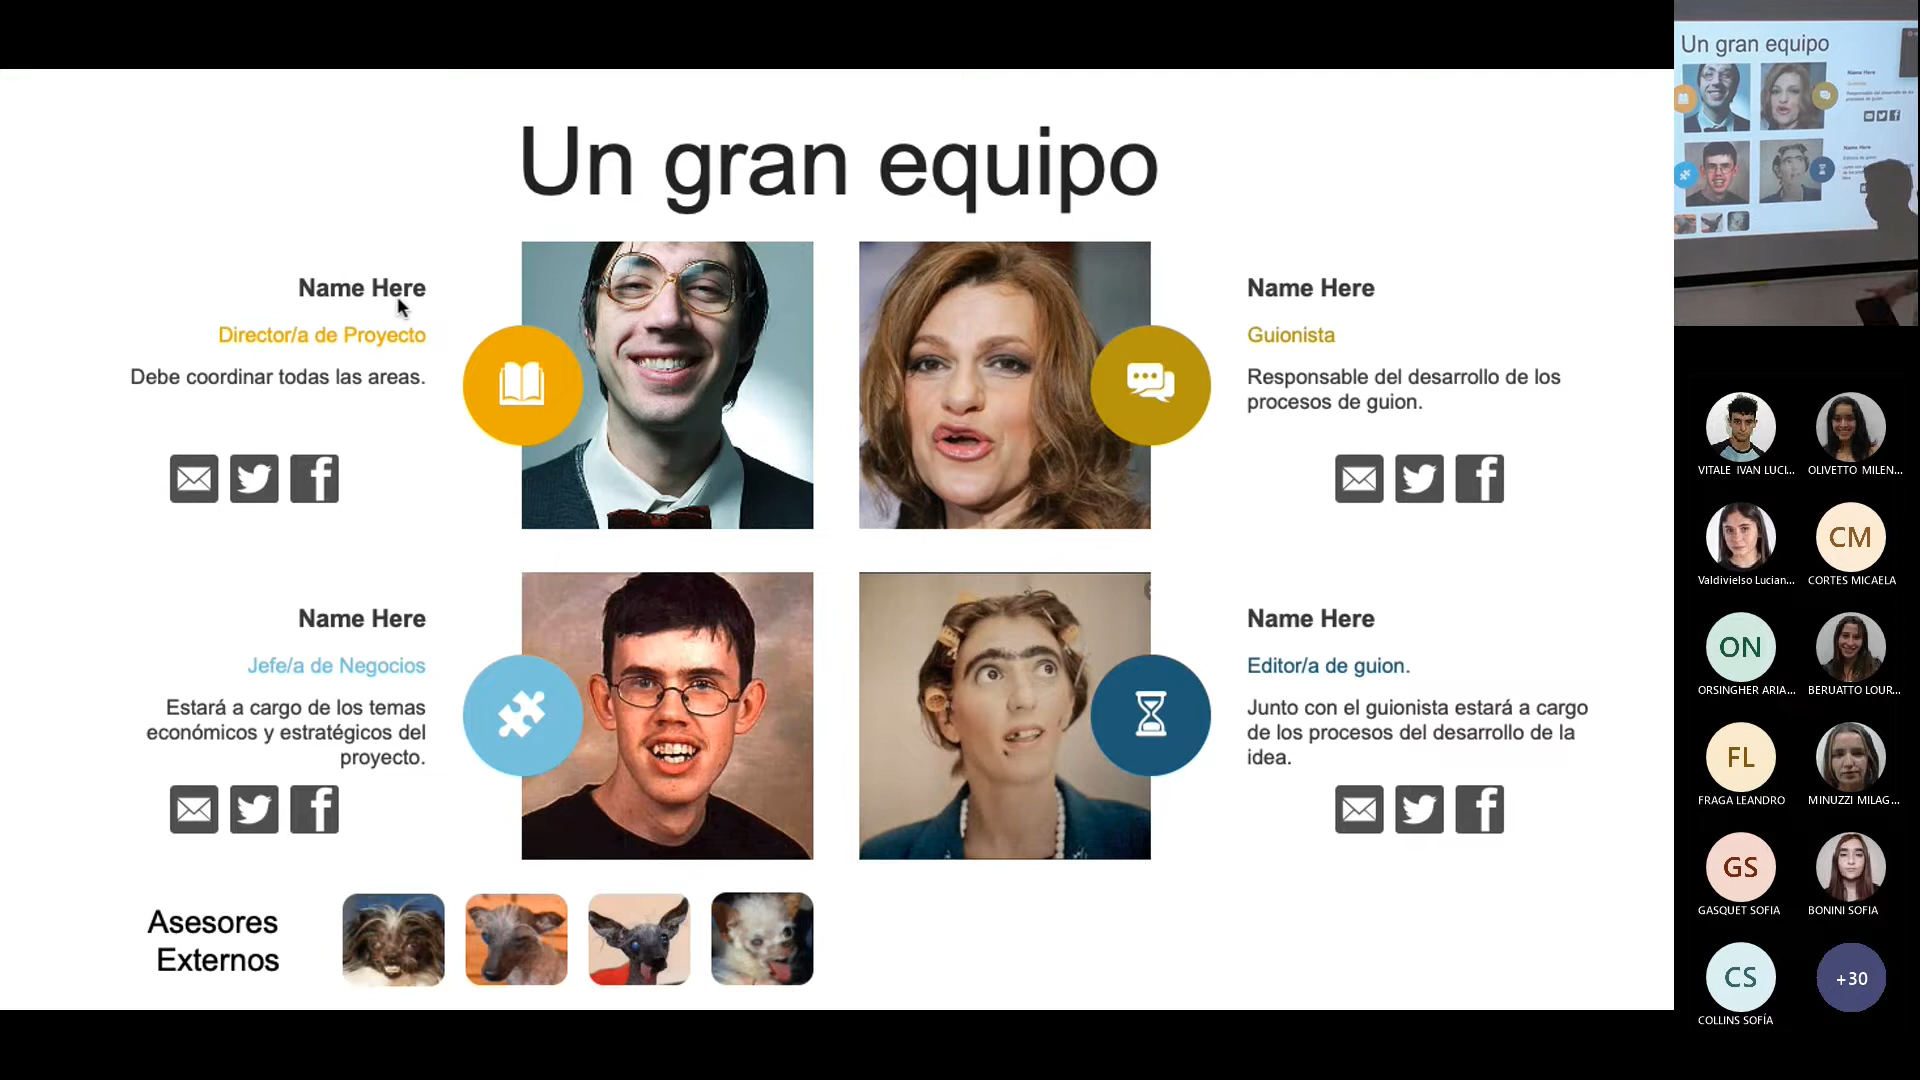 Un gran equipo
Name Here
Director/a de Proyecto
Debe coordinar todas las areas.
Name Here
Guionista
Responsable del desarrollo de los
procesos de guion.
Name Here
Jefe/a de Negocios
Estará a cargo de los temas
económicos y estratégicos del
proyecto.
Name Here
Editor/a de guion.
Junto con el guionista estará a cargo
de los procesos del desarrollo de la
idea.
Asesores
Externos
Un gran equipo
Name Here
Name Here
VITALE IVAN LUCI...
OLIVETTO MILEN...
Valdivielso Lucian...
CM
CORTES MICAELA
ON
ORSINGHER ARIA...
BERUATTO LOUR...
FL
FRAGA LEANDRO
MINUZZI MILAG...
GS
GASQUET SOFIA
BONINI SOFIA
CS
COLLINS SOFÍA
+30